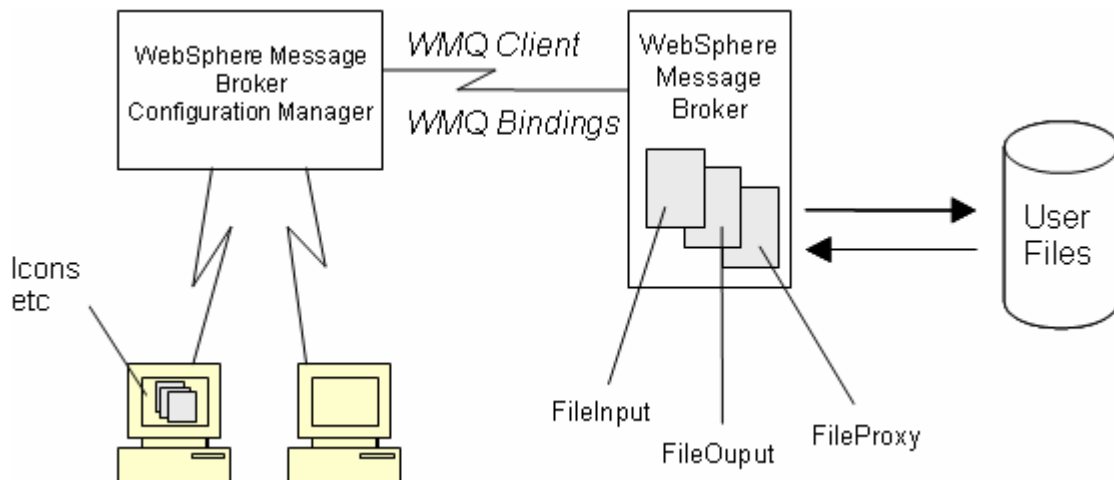 WebSphere Message
Broker
Configuration Manager
WMQ Client
WMQ Bindings
WebSphere
Message
Broker
User
Files
Icons
etc
FileInput
FileOuput
FileProxy